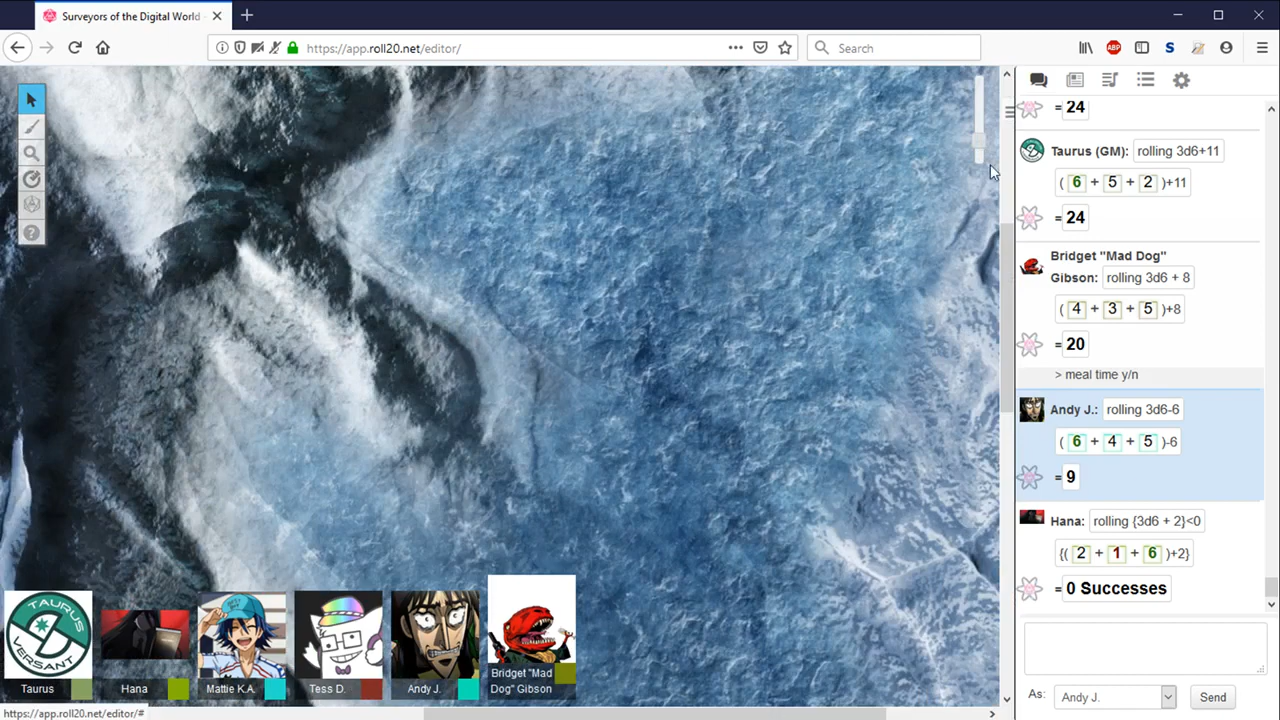 Surveyors of the Digital World
https://app.roll20.net/editor/
Search
ABP
S
= 24
Taurus (GM): rolling 3d6+11
( 6 + 5 + 2 )+11
= 24
Bridget "Mad Dog"
Gibson: rolling 3d6 + 8
( 4 + 3 + 5 )+8
= 20
> meal time y/n
Andy J.: rolling 3d6-6
( 6 + 4 + 5 )-6
= 9
Hana: rolling {3d6 + 2}<0
{( 2 + 1 + 6 )+2}
= 0 Successes
As: Andy J. Send
TAURUS
VERSANT
Taurus
Hana
Mattie K.A.
Tess D.
Andy J.
Bridget "Mad
Dog" Gibson
https://app.roll20.net/editor/#